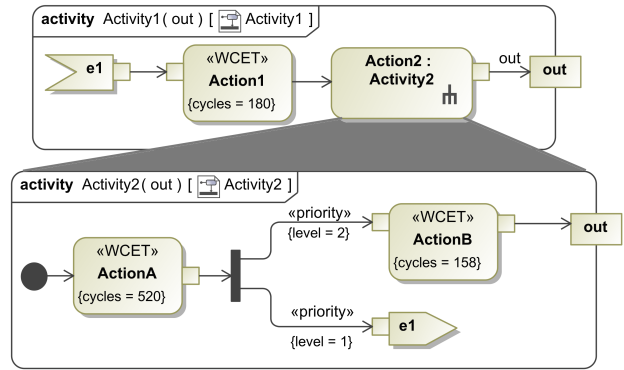 activity Activity1( out ) [ Activity1 ]
e1
«WCET»
Action1
{cycles = 180}
Action2 :
Activity2
out
out
activity Activity2( out ) [ Activity2 ]
«WCET»
ActionA
{cycles = 520}
«priority»
{level = 2}
«WCET»
ActionB
{cycles = 158}
out
«priority»
{level = 1}
e1